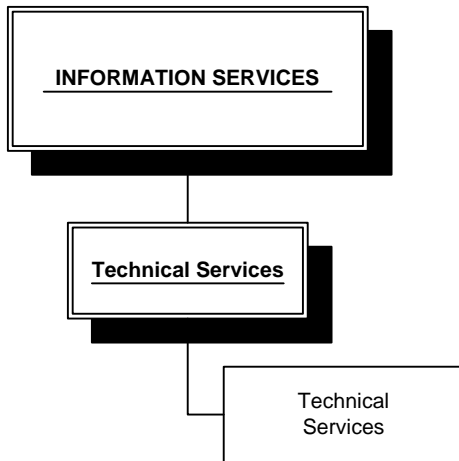 INFORMATION SERVICES
Technical Services
Technical
Services